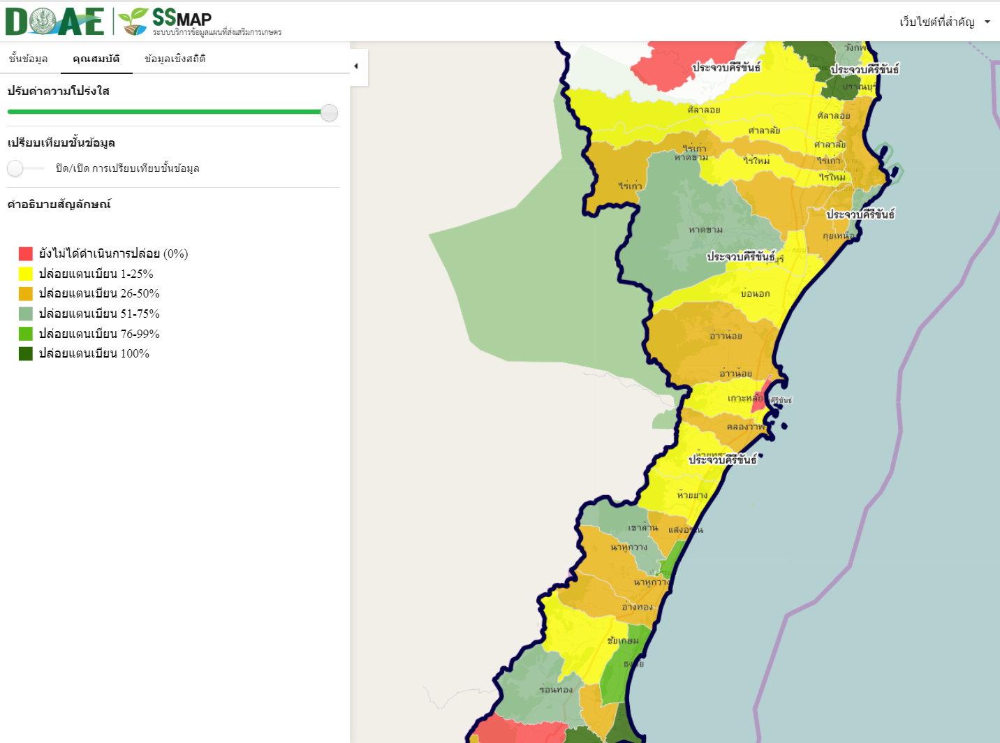 DOAE SSMAP
ระบบบริการข้อมูลแผนที่ส่งเสริมการเกษตร
เว็บไซต์ที่สำคัญ
ชั้นข้อมูล คุณสมบัติ ข้อมูลเชิงสถิติ
ปรับค่าความโปร่งใส
เปรียบเทียบชั้นข้อมูล
ปิด/เปิด การเปรียบเทียบชั้นข้อมูล
คำอธิบายสัญลักษณ์
ยังไม่ได้ดำเนินการปล่อย (0%)
ปล่อยแตนเบียน 1-25%
ปล่อยแตนเบียน 26-50%
ปล่อยแตนเบียน 51-75%
ปล่อยแตนเบียน 76-99%
ปล่อยแตนเบียน 100%
วังก์พ
ประจวบคีรีขันธ์ ประจวบคีรีขันธ์
ปราณบุรี
ศิลาลอย ศิลาลอย
ศาลาลัย
ศาลาลัย
ไร่เก่า
หาดขาม ไร่ใหม่ ไร่เก่า
ไร่ใหม่
ไร่เก่า
ประจวบคีรีขันธ์
หาดขาม กุยเหนือ
ประจวบคีรีขันธ์
บ่อนอก
อ่าวน้อย
อ่าวน้อย
เกาะหลัก
คลองวาฬ
ประจวบคีรีขันธ์
ห้วยยาง
เขาล้าน แสงอรุณ
นาหูกวาง
นาหูกวาง
อ่างทอง
ชัยเกษม
ธงชัย
ร่อนทอง